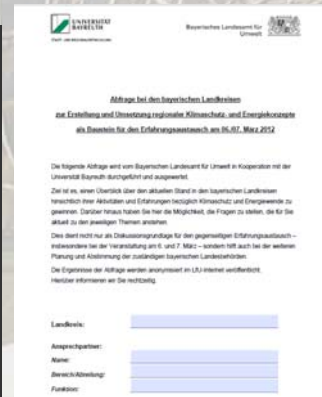 UNIVERSITÄT
BAYREUTH
Bayerisches Landesamt für
Umwelt
Abfrage bei den bayerischen Landkreisen
zur Erstellung und Umsetzung regionaler Klimaschutz- und Energiekonzepte
als Baustein für den Erfahrungsaustausch am 06./07. März 2012
Die folgende Abfrage wird vom Bayerischen Landesamt für Umwelt in Kooperation mit der
Universität Bayreuth durchgeführt und ausgewertet.
Ziel ist es, einen Überblick über den aktuellen Stand in den bayerischen Landkreisen
hinsichtlich ihrer Aktivitäten und Erfahrungen bezüglich Klimaschutz und Energiewende zu
gewinnen. Darüber hinaus haben Sie hier die Möglichkeit, die Fragen zu stellen, die für Sie
aktuell zu den jeweiligen Themen anstehen.
Dies dient nicht nur als Diskussionsgrundlage für den gegenseitigen Erfahrungsaustausch –
insbesondere bei der Veranstaltung am 6. und 7. März – sondern hilft auch bei der weiteren
Planung und Abstimmung der zuständigen bayerischen Landesbehörden.
Die Ergebnisse der Abfrage werden anonymisiert im LfU-Internet veröffentlicht.
Hierüber informieren wir Sie rechtzeitig.
Landkreis:
Ansprechpartner:
Name:
Bereich/Abteilung:
Funktion: